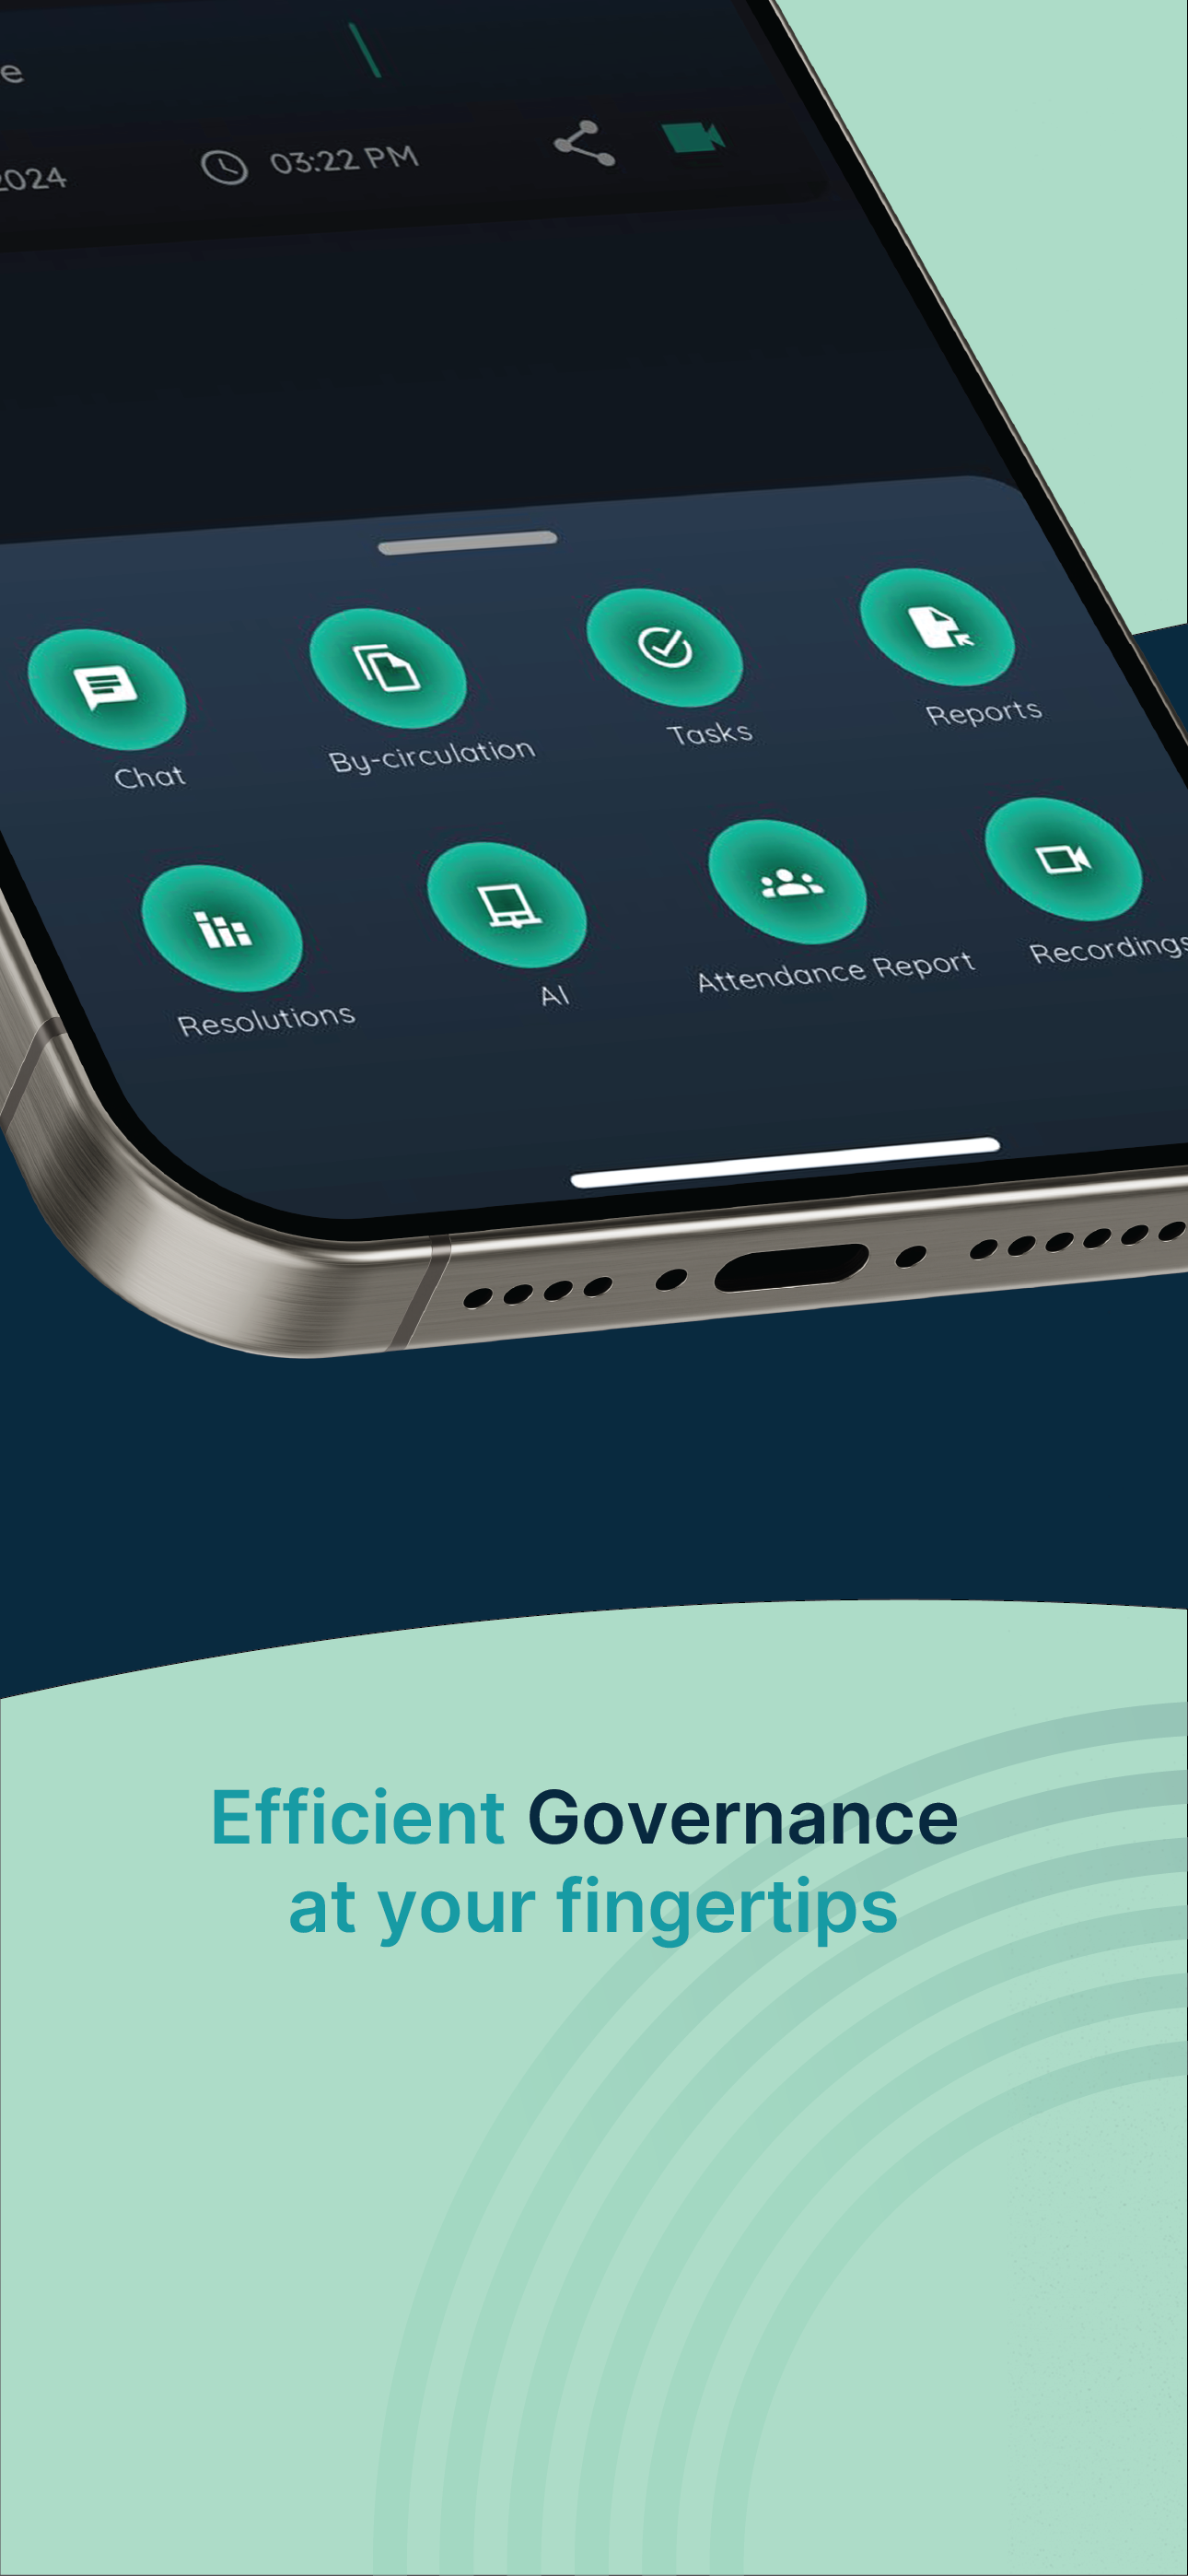 e
2024
03:22 PM
Chat
By-circulation
Tasks
Reports
Resolutions
AI
Attendance Report
Recordings
Efficient Governance
at your fingertips